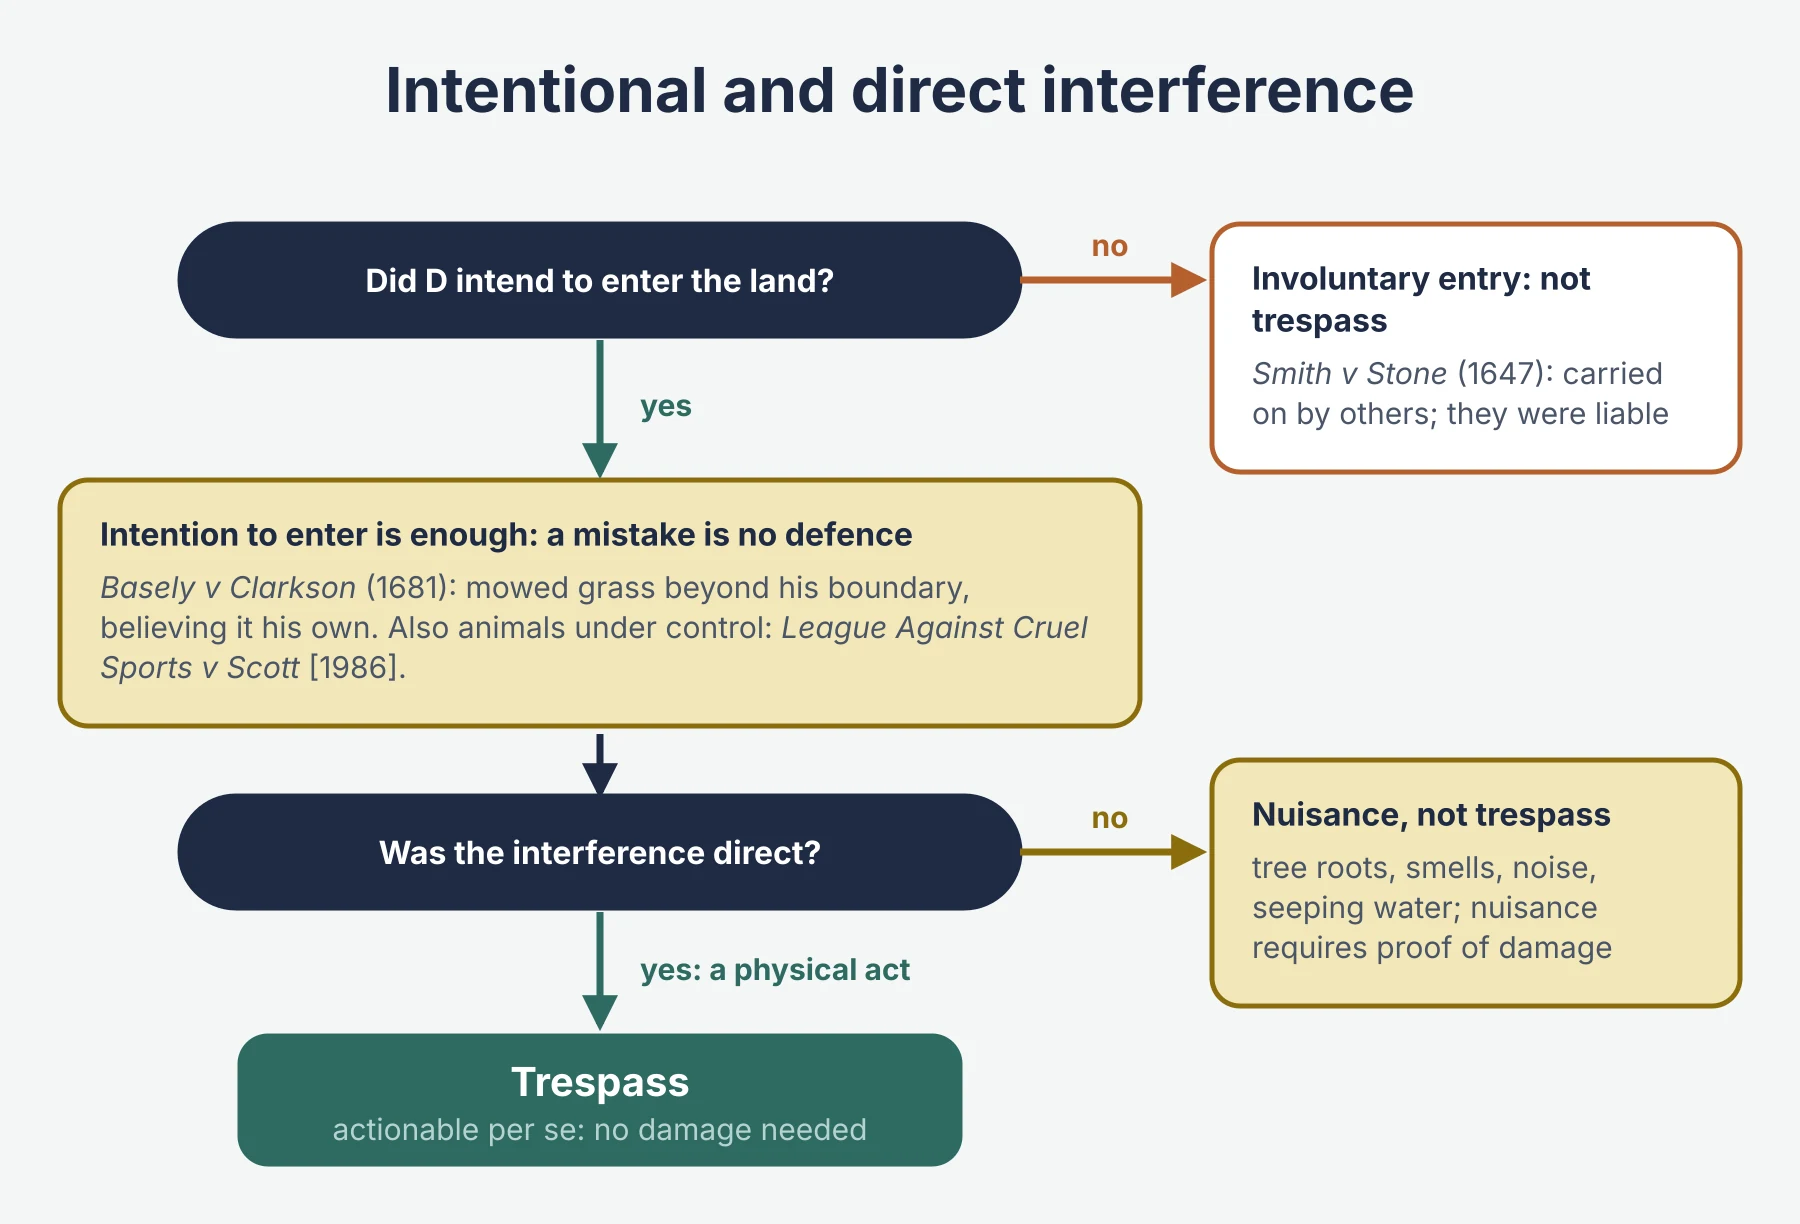 Intentional and direct interference
Did D intend to enter the land?
no
Involuntary entry: not
trespass
Smith v Stone (1647): carried
on by others; they were liable
yes
Intention to enter is enough: a mistake is no defence
Basely v Clarkson (1681): mowed grass beyond his boundary,
believing it his own. Also animals under control: League Against Cruel
Sports v Scott [1986].
Was the interference direct?
no
Nuisance, not trespass
tree roots, smells, noise,
seeping water; nuisance
requires proof of damage
yes: a physical act
Trespass
actionable per se: no damage needed